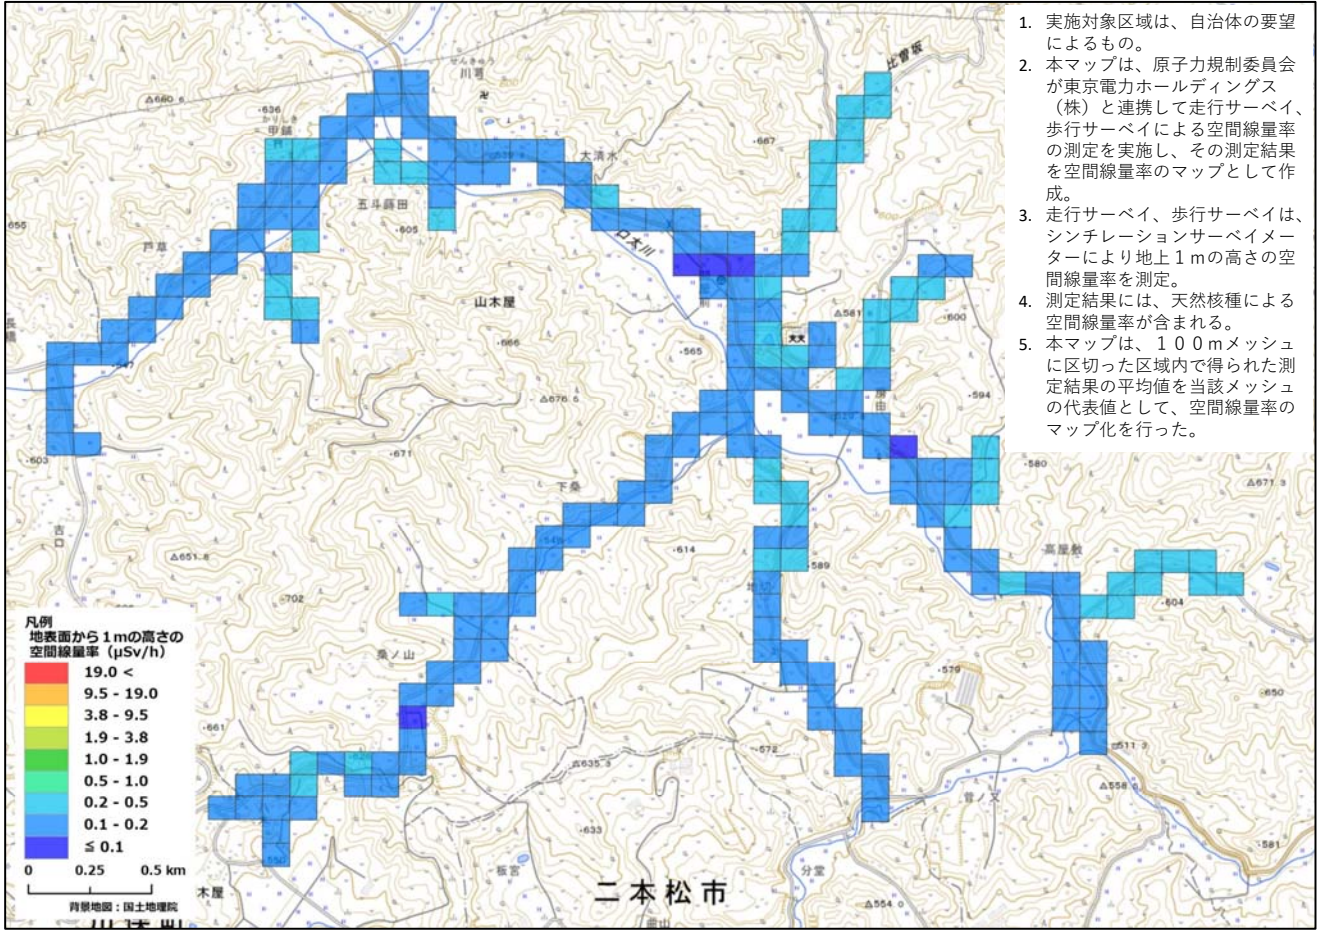 1. 実施対象区域は、自治体の要望
によるもの。
2. 本マップは、原子力規制委員会
が東京電力ホールディングス
（株）と連携して走行サーベイ、
歩行サーベイによる空間線量率
の測定を実施し、その測定結果
を空間線量率のマップとして作
成。
3. 走行サーベイ、歩行サーベイは、
シンチレーションサーベイメー
ターにより地上１ｍの高さの空
間線量率を測定。
4. 測定結果には、天然核種による
空間線量率が含まれる。
5. 本マップは、１００ｍメッシュ
に区切った区域内で得られた測
定結果の平均値を当該メッシュ
の代表値として、空間線量率の
マップ化を行った。
比曽坂
川葛
△660.6
・636
甲鋪
大清水
・667
五斗蒔田
・605
655
戸草
口太川
山木屋
・666
・565
・600
・594
△676.5
・671
・603
下桑
・580
△671.3
古口
△651.8
・614
・589
高屋敷
・604
・702
桑ノ山
・579
・650
・661
・572
△635.3
511.3
菅ノ又
・633
・581
板宮
分堂
二本松市
△554.0
木屋
凡例
地表面から１ｍの高さの
空間線量率（μSv/h）
19.0 <
9.5 - 19.0
3.8 - 9.5
1.9 - 3.8
1.0 - 1.9
0.5 - 1.0
0.2 - 0.5
0.1 - 0.2
≦ 0.1
0 0.25 0.5 km
背景地図：国土地理院